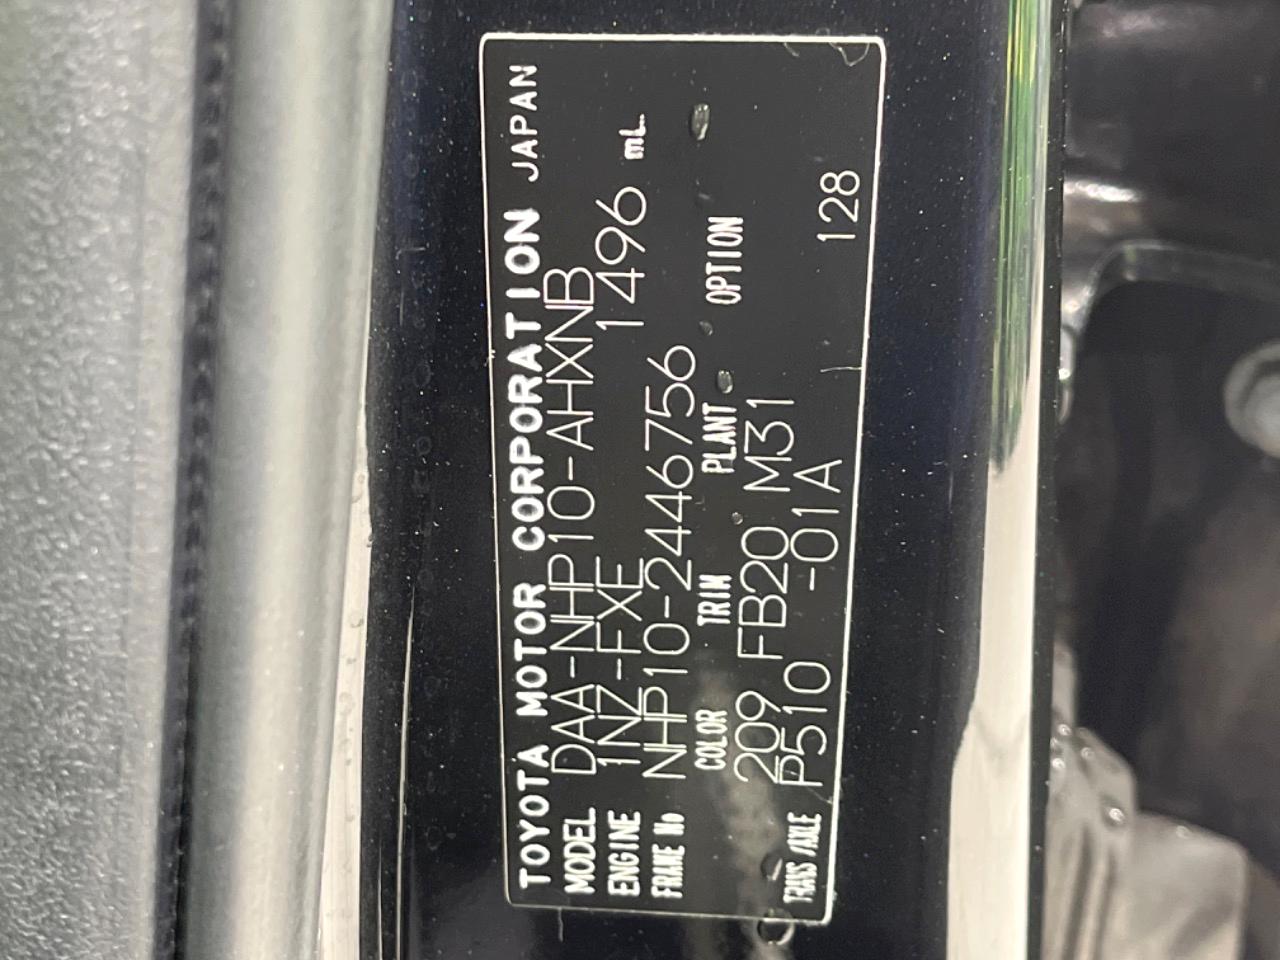 TOYOTA MOTOR CORPORATION JAPAN
MODEL DAA-NHP10-AHXNB
ENGINE 1NZ-FXE 1496 mL
FRAME No NHP10-2446756
COLOR TRIM PLANT OPTION
209 FB20 M31
TRANS/AXLE P510 -01A 128